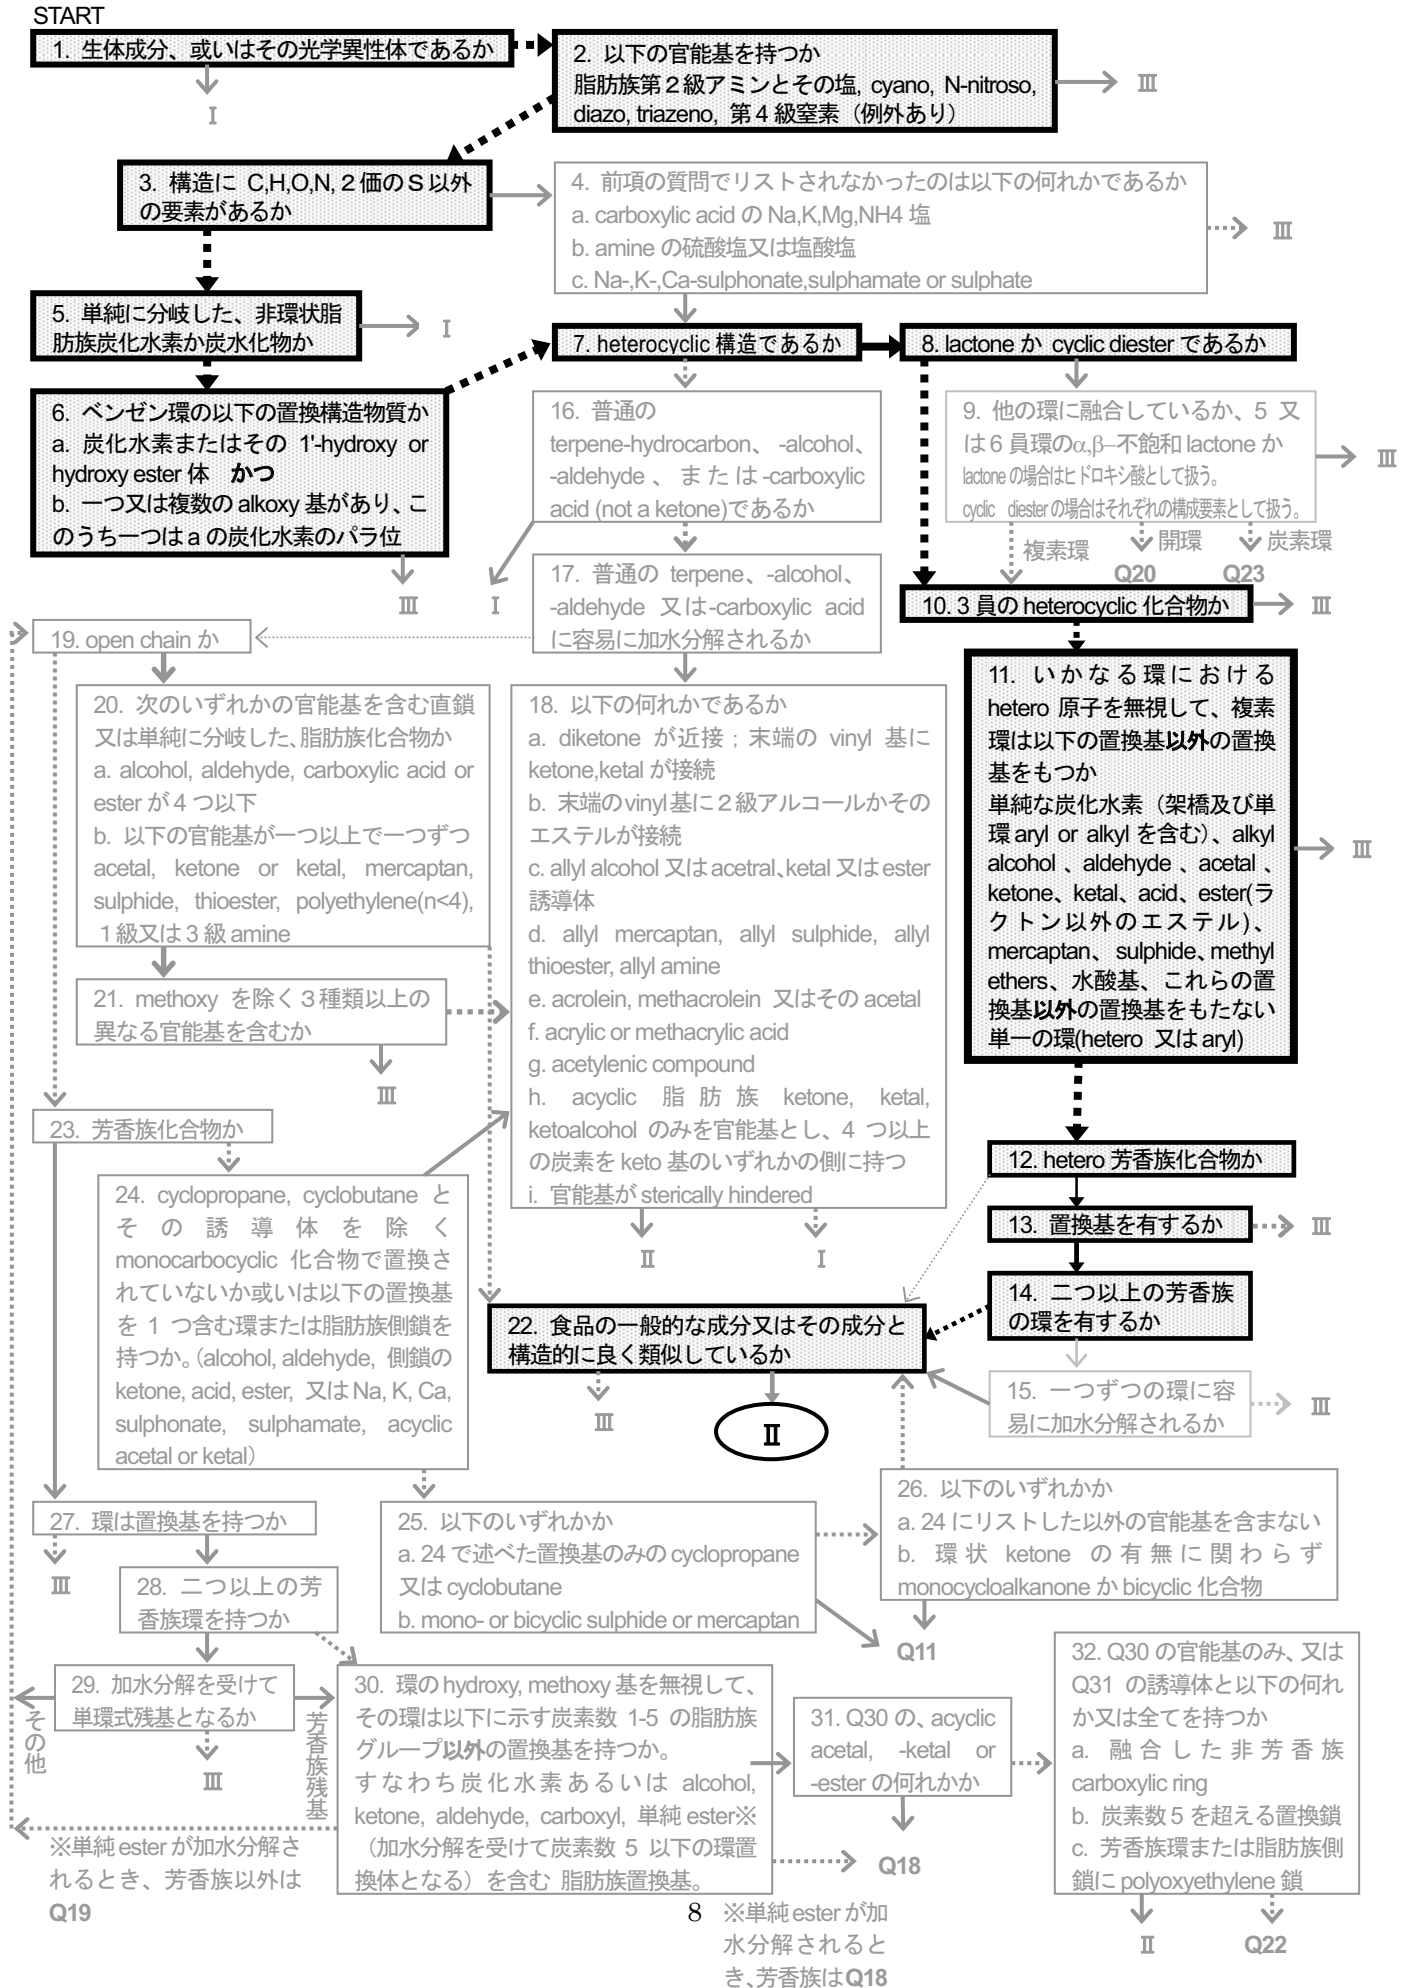 START
1. 生体成分、或いはその光学異性体であるか
I
2. 以下の官能基を持つか
脂肪族第２級アミンとその塩, cyano, N-nitroso,
diazo, triazeno, 第４級窒素（例外あり）
Ⅲ
3. 構造に C,H,O,N,２価のS以外
の要素があるか
4. 前項の質問でリストされなかったのは以下の何れかであるか
a. carboxylic acid の Na,K,Mg,NH4 塩
b. amine の硫酸塩又は塩酸塩
c. Na-,K-,Ca-sulphonate,sulphamate or sulphate
Ⅲ
5. 単純に分岐した、非環状脂
肪族炭化水素か炭水化物か
I
6. ベンゼン環の以下の置換構造物質か
a. 炭化水素またはその 1'-hydroxy or
hydroxy ester 体 かつ
b. 一つ又は複数の alkoxy 基があり、こ
のうち一つはａの炭化水素のパラ位
Ⅲ
7. heterocyclic 構造であるか
8. lactone か cyclic diester であるか
9. 他の環に融合しているか、5 又
は 6 員環のα,β–不飽和 lactone か
lactone の場合はヒドロキシ酸として扱う。
cyclic diester の場合はそれぞれの構成要素として扱う。
Ⅲ
複素環
開環
炭素環
Q20
Q23
10. 3 員の heterocyclic 化合物か
Ⅲ
11. いかなる環における
hetero 原子を無視して、複素
環は以下の置換基以外の置換
基をもつか
単純な炭化水素（架橋及び単
環 aryl or alkyl を含む）、alkyl
alcohol 、aldehyde 、acetal 、
ketone、ketal、acid、ester(ラ
クトン以外のエステル)、
mercaptan、sulphide、methyl
ethers、水酸基、これらの置
換基以外の置換基をもたない
単一の環(hetero 又は aryl)
Ⅲ
12. hetero 芳香族化合物か
13. 置換基を有するか
Ⅲ
14. 二つ以上の芳香族
の環を有するか
15. 一つずつの環に容
易に加水分解されるか
Ⅲ
16. 普通の
terpene-hydrocarbon、-alcohol、
-aldehyde 、または -carboxylic
acid (not a ketone)であるか
I
17. 普通の terpene、-alcohol、
-aldehyde 又は-carboxylic acid
に容易に加水分解されるか
18. 以下の何れかであるか
a. diketone が近接；末端の vinyl 基に
ketone,ketal が接続
b. 末端のvinyl基に２級アルコールかその
エステルが接続
c. allyl alcohol 又は acetral、ketal 又は ester
誘導体
d. allyl mercaptan, allyl sulphide, allyl
thioester, allyl amine
e. acrolein, methacrolein 又はその acetal
f. acrylic or methacrylic acid
g. acetylenic compound
h. acyclic 脂肪族 ketone, ketal,
ketoalcohol のみを官能基とし、4 つ以上
の炭素を keto 基のいずれかの側に持つ
i. 官能基が sterically hindered
Ⅱ
I
19. open chain か
20. 次のいずれかの官能基を含む直鎖
又は単純に分岐した、脂肪族化合物か
a. alcohol, aldehyde, carboxylic acid or
ester が 4 つ以下
b. 以下の官能基が一つ以上で一つずつ
acetal, ketone or ketal, mercaptan,
sulphide, thioester, polyethylene(n<4),
１級又は３級 amine
21. methoxy を除く３種類以上の
異なる官能基を含むか
Ⅲ
22. 食品の一般的な成分又はその成分と
構造的に良く類似しているか
Ⅲ
Ⅱ
23. 芳香族化合物か
24. cyclopropane, cyclobutane と
その誘導体を除く
monocarbocyclic 化合物で置換さ
れていないか或いは以下の置換基
を 1 つ含む環または脂肪族側鎖を
持つか。(alcohol, aldehyde, 側鎖の
ketone, acid, ester, 又は Na, K, Ca,
sulphonate, sulphamate, acyclic
acetal or ketal）
25. 以下のいずれかか
a. 24 で述べた置換基のみの cyclopropane
又は cyclobutane
b. mono- or bicyclic sulphide or mercaptan
Q11
26. 以下のいずれかか
a. 24 にリストした以外の官能基を含まない
b. 環状 ketone の有無に関わらず
monocycloalkanone か bicyclic 化合物
27. 環は置換基を持つか
Ⅲ
28. 二つ以上の芳
香族環を持つか
29. 加水分解を受けて
単環式残基となるか
その他
芳香族残基
Ⅲ
30. 環の hydroxy, methoxy 基を無視して、
その環は以下に示す炭素数 1-5 の脂肪族
グループ以外の置換基を持つか。
すなわち炭化水素あるいは alcohol,
ketone, aldehyde, carboxyl, 単純 ester※
（加水分解を受けて炭素数 5 以下の環置
換体となる）を含む 脂肪族置換基。
31. Q30 の、acyclic
acetal, -ketal or
-ester の何れかか
Q18
32. Q30 の官能基のみ、又は
Q31 の誘導体と以下の何れ
か又は全てを持つか
a. 融合した非芳香族
carboxylic ring
b. 炭素数 5 を超える置換鎖
c. 芳香族環または脂肪族側
鎖に polyoxyethylene 鎖
Ⅱ
Q22
※単純 ester が加水分解さ
れるとき、芳香族以外は
Q19
※単純 ester が加
水分解されると
き、芳香族はQ18
8